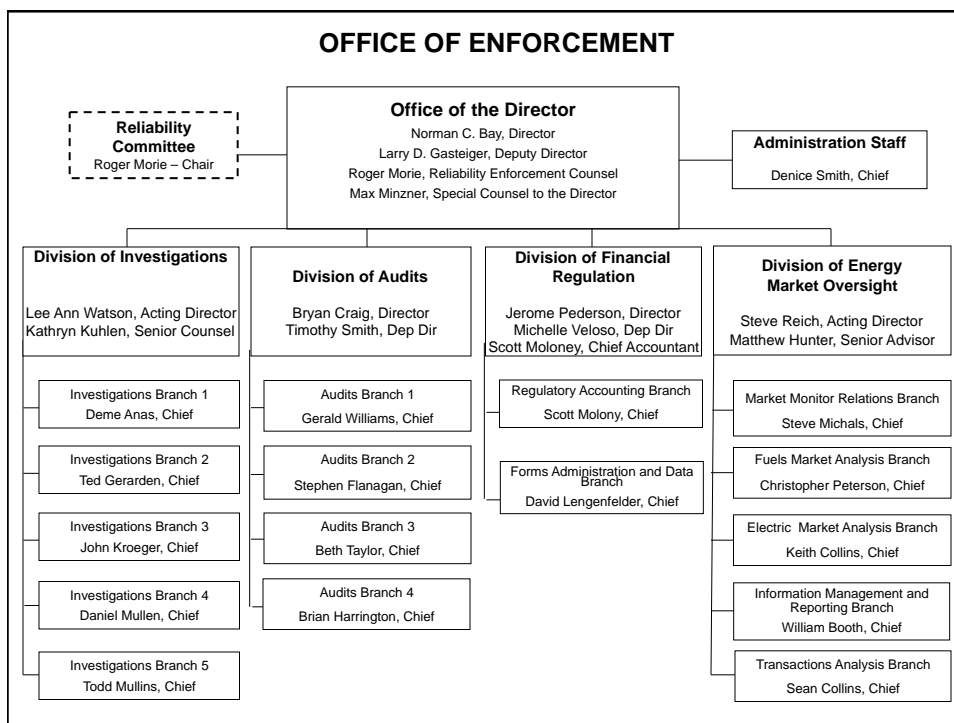 OFFICE OF ENFORCEMENT
Reliability
Committee
Roger Morie – Chair
Office of the Director
Norman C. Bay, Director
Larry D. Gasteiger, Deputy Director
Roger Morie, Reliability Enforcement Counsel
Max Minzner, Special Counsel to the Director
Administration Staff
Denice Smith, Chief
Division of Investigations
Lee Ann Watson, Acting Director
Kathryn Kuhlen, Senior Counsel
Investigations Branch 1
Deme Anas, Chief
Investigations Branch 2
Ted Gerarden, Chief
Investigations Branch 3
John Kroeger, Chief
Investigations Branch 4
Daniel Mullen, Chief
Investigations Branch 5
Todd Mullins, Chief
Division of Audits
Bryan Craig, Director
Timothy Smith, Dep Dir
Audits Branch 1
Gerald Williams, Chief
Audits Branch 2
Stephen Flanagan, Chief
Audits Branch 3
Beth Taylor, Chief
Audits Branch 4
Brian Harrington, Chief
Division of Financial
Regulation
Jerome Pederson, Director
Michelle Veloso, Dep Dir
Scott Moloney, Chief Accountant
Regulatory Accounting Branch
Scott Molony, Chief
Forms Administration and Data
Branch
David Lengenfelder, Chief
Division of Energy
Market Oversight
Steve Reich, Acting Director
Matthew Hunter, Senior Advisor
Market Monitor Relations Branch
Steve Michals, Chief
Fuels Market Analysis Branch
Christopher Peterson, Chief
Electric Market Analysis Branch
Keith Collins, Chief
Information Management and
Reporting Branch
William Booth, Chief
Transactions Analysis Branch
Sean Collins, Chief